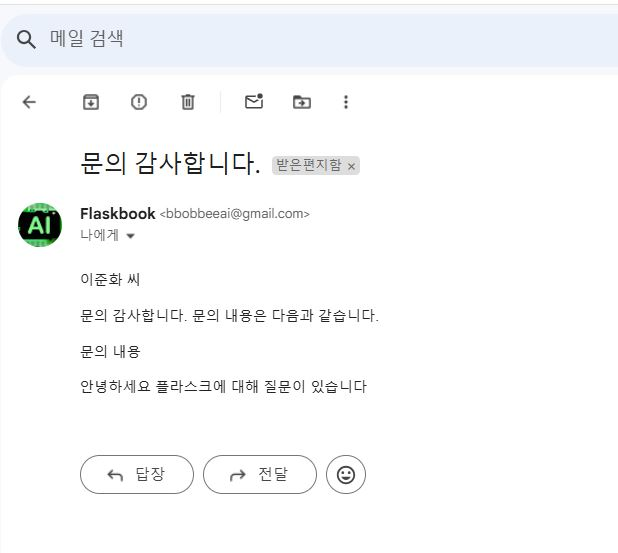 메일 검색
문의 감사합니다. 받은편지함 ×
AI
Flaskbook <bbobbeeai@gmail.com>
나에게
이준화 씨
문의 감사합니다. 문의 내용은 다음과 같습니다.
문의 내용
안녕하세요 플라스크에 대해 질문이 있습니다
답장 전달